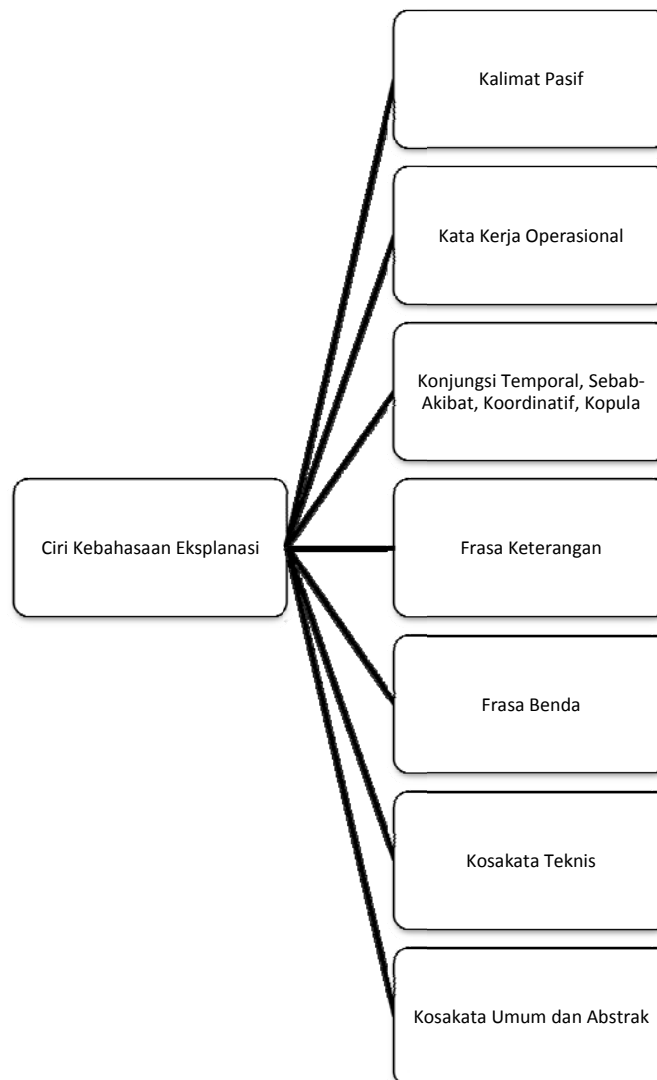 Kalimat Pasif
Kata Kerja Operasional
Konjungsi Temporal, Sebab-
Akibat, Koordinatif, Kopula
Ciri Kebahasaan Eksplanasi
Frasa Keterangan
Frasa Benda
Kosakata Teknis
Kosakata Umum dan Abstrak